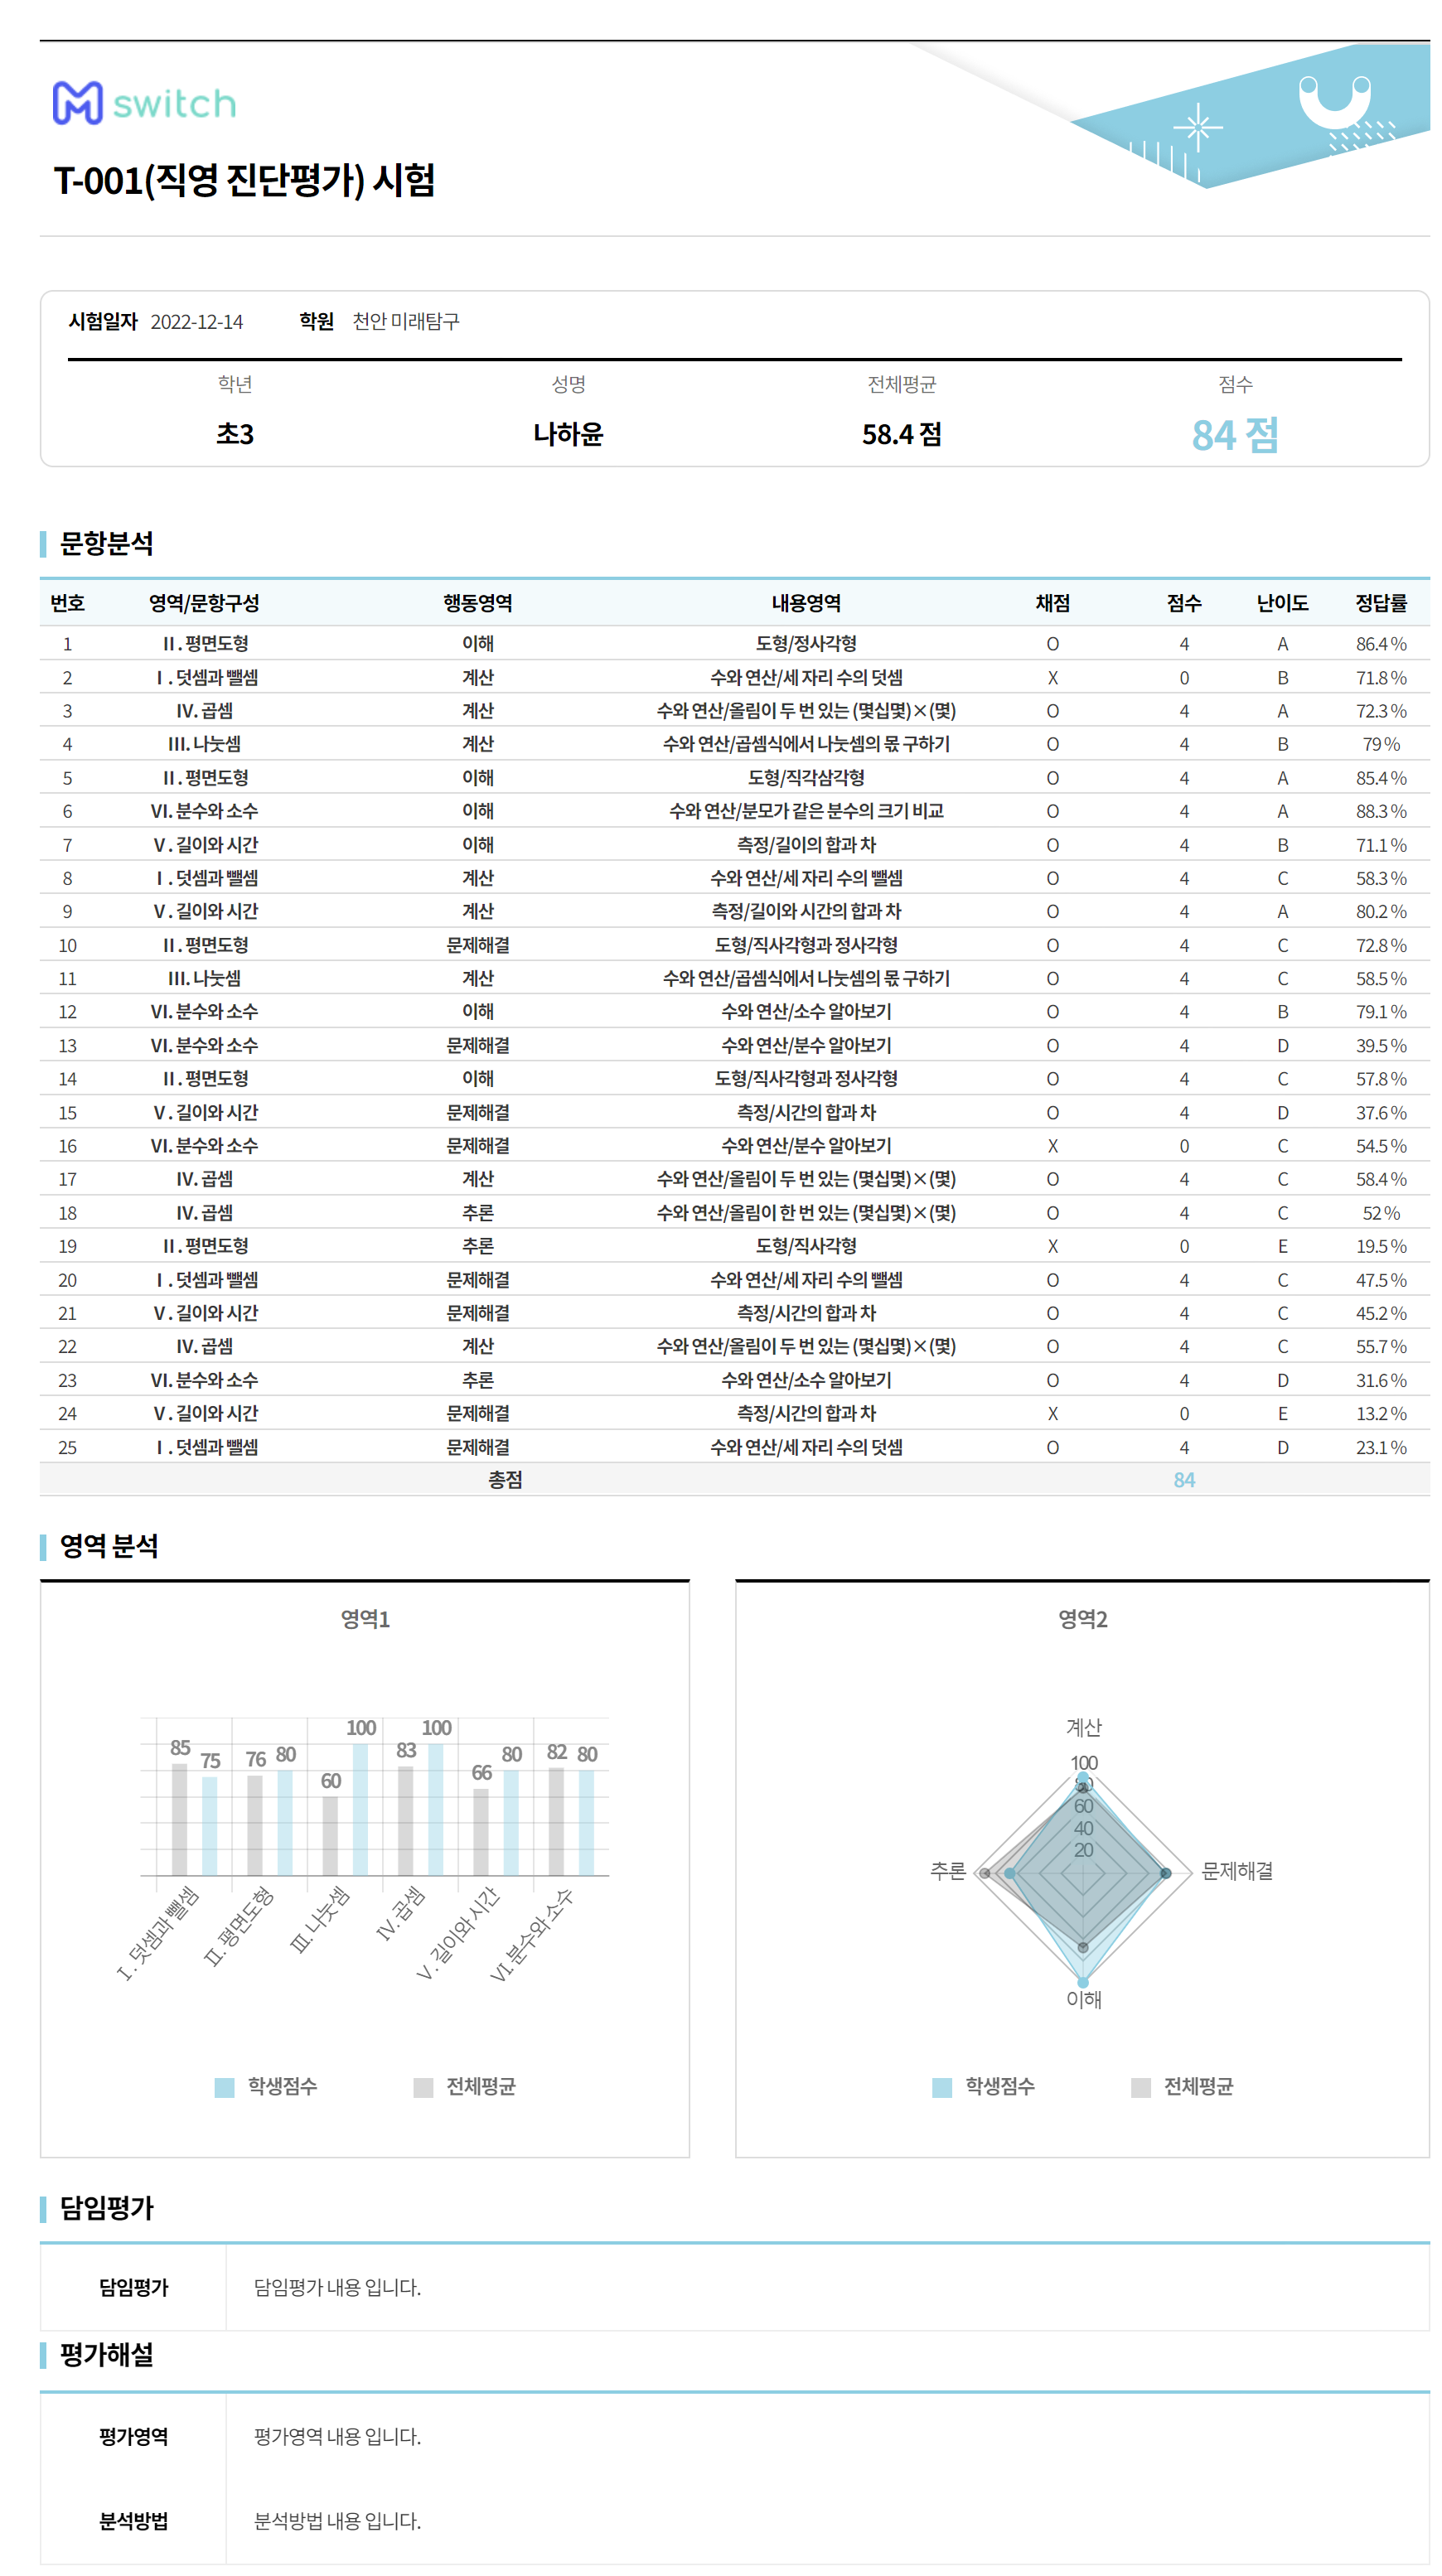 M switch
T-001(직영 진단평가) 시험
시험일자 2022-12-14 학원 천안 미래탐구
학년 성명 전체평균 점수
초3 나하윤 58.4 점 84 점
문항분석
번호 영역/문항구성 행동영역 내용영역 채점 점수 난이도 정답률
1 Ⅱ. 평면도형 이해 도형/정사각형 O 4 A 86.4 %
2 Ⅰ. 덧셈과 뺄셈 계산 수와 연산/세 자리 수의 덧셈 X 0 B 71.8 %
3 Ⅳ. 곱셈 계산 수와 연산/올림이 두 번 있는 (몇십몇)×(몇) O 4 A 72.3 %
4 Ⅲ. 나눗셈 계산 수와 연산/곱셈식에서 나눗셈의 몫 구하기 O 4 B 79 %
5 Ⅱ. 평면도형 이해 도형/직각삼각형 O 4 A 85.4 %
6 Ⅵ. 분수와 소수 이해 수와 연산/분모가 같은 분수의 크기 비교 O 4 A 88.3 %
7 Ⅴ. 길이와 시간 이해 측정/길이의 합과 차 O 4 B 71.1 %
8 Ⅰ. 덧셈과 뺄셈 계산 수와 연산/세 자리 수의 뺄셈 O 4 C 58.3 %
9 Ⅴ. 길이와 시간 계산 측정/길이와 시간의 합과 차 O 4 A 80.2 %
10 Ⅱ. 평면도형 문제해결 도형/직사각형과 정사각형 O 4 C 72.8 %
11 Ⅲ. 나눗셈 계산 수와 연산/곱셈식에서 나눗셈의 몫 구하기 O 4 C 58.5 %
12 Ⅵ. 분수와 소수 이해 수와 연산/소수 알아보기 O 4 B 79.1 %
13 Ⅵ. 분수와 소수 문제해결 수와 연산/분수 알아보기 O 4 D 39.5 %
14 Ⅱ. 평면도형 이해 도형/직사각형과 정사각형 O 4 C 57.8 %
15 Ⅴ. 길이와 시간 문제해결 측정/시간의 합과 차 O 4 D 37.6 %
16 Ⅵ. 분수와 소수 문제해결 수와 연산/분수 알아보기 X 0 C 54.5 %
17 Ⅳ. 곱셈 계산 수와 연산/올림이 두 번 있는 (몇십몇)×(몇) O 4 C 58.4 %
18 Ⅳ. 곱셈 추론 수와 연산/올림이 한 번 있는 (몇십몇)×(몇) O 4 C 52 %
19 Ⅱ. 평면도형 추론 도형/직사각형 X 0 E 19.5 %
20 Ⅰ. 덧셈과 뺄셈 문제해결 수와 연산/세 자리 수의 뺄셈 O 4 C 47.5 %
21 Ⅴ. 길이와 시간 문제해결 측정/시간의 합과 차 O 4 C 45.2 %
22 Ⅳ. 곱셈 계산 수와 연산/올림이 두 번 있는 (몇십몇)×(몇) O 4 C 55.7 %
23 Ⅵ. 분수와 소수 추론 수와 연산/소수 알아보기 O 4 D 31.6 %
24 Ⅴ. 길이와 시간 문제해결 측정/시간의 합과 차 X 0 E 13.2 %
25 Ⅰ. 덧셈과 뺄셈 문제해결 수와 연산/세 자리 수의 덧셈 O 4 D 23.1 %
총점 84
영역 분석
영역1
85 75 76 80 60 100 83 100 66 80 82 80
Ⅰ. 덧셈과 뺄셈
Ⅱ. 평면도형
Ⅲ. 나눗셈
Ⅳ. 곱셈
Ⅴ. 길이와 시간
Ⅵ. 분수와 소수
학생점수 전체평균
영역2
계산
100
80
60
40
20
추론 문제해결
이해
학생점수 전체평균
담임평가
담임평가 담임평가 내용 입니다.
평가해설
평가영역 평가영역 내용 입니다.
분석방법 분석방법 내용 입니다.